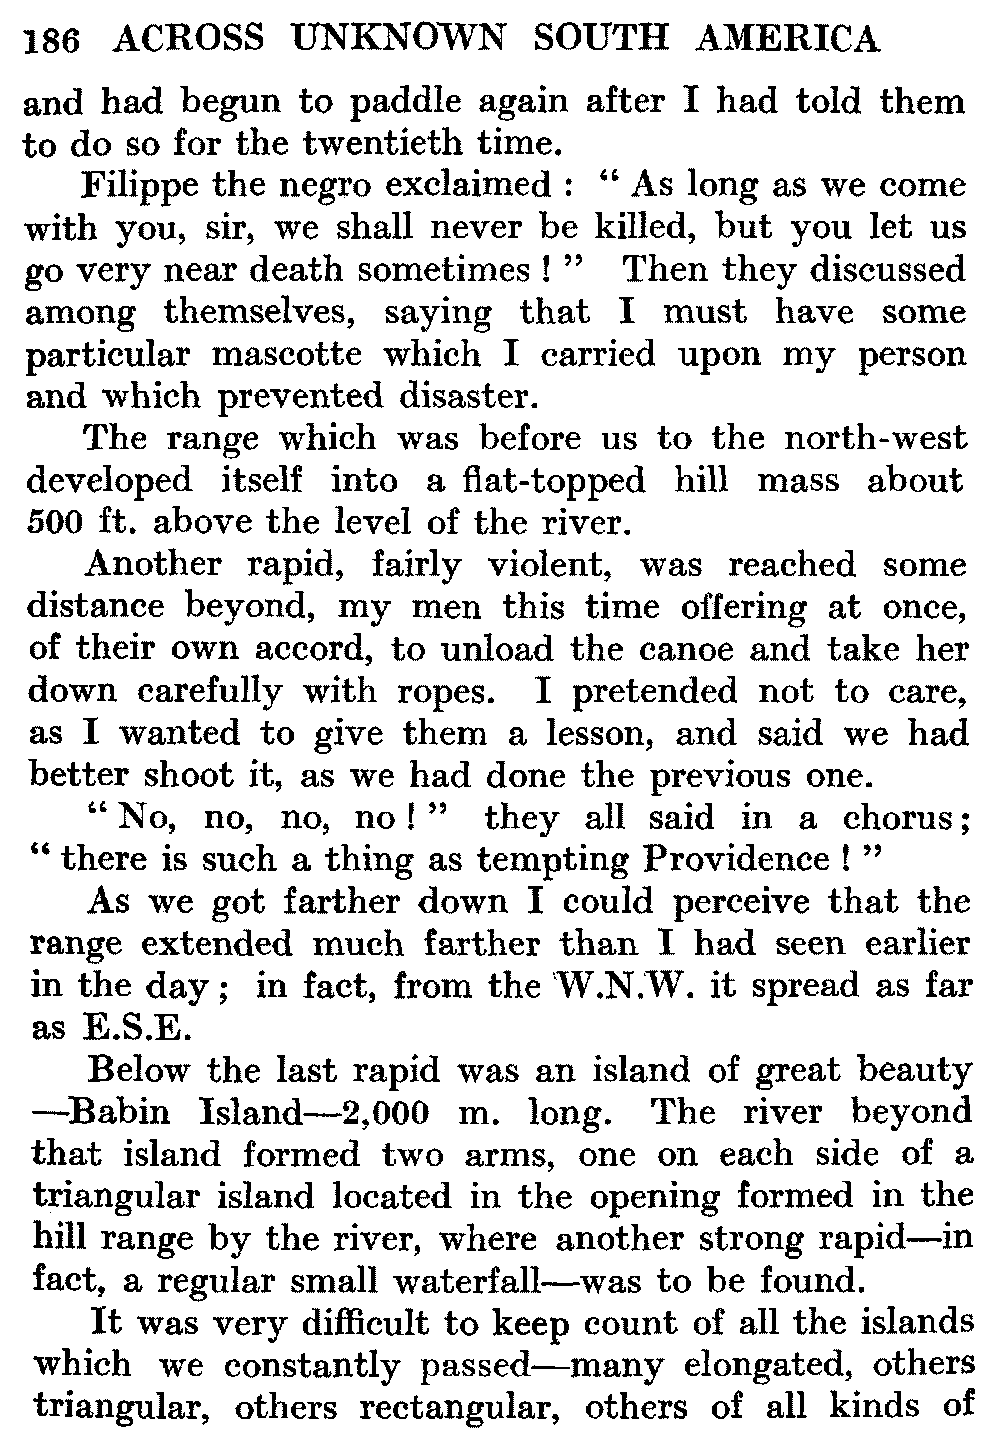 186 ACROSS UNKNOWN SOUTH AMERICA
and had begun to paddle again after I had told them
to do so for the twentieth time.
Filippe the negro exclaimed : “ As long as we come
with you, sir, we shall never be killed, but you let us
go very near death sometimes ! ” Then they discussed
among themselves, saying that I must have some
particular mascotte which I carried upon my person
and which prevented disaster.
The range which was before us to the north-west
developed itself into a flat-topped hill mass about
500 ft. above the level of the river.
Another rapid, fairly violent, was reached some
distance beyond, my men this time offering at once,
of their own accord, to unload the canoe and take her
down carefully with ropes. I pretended not to care,
as I wanted to give them a lesson, and said we had
better shoot it, as we had done the previous one.
“ No, no, no, no ! ” they all said in a chorus ;
“ there is such a thing as tempting Providence ! ”
As we got farther down I could perceive that the
range extended much farther than I had seen earlier
in the day ; in fact, from the W.N.W. it spread as far
as E.S.E.
Below the last rapid was an island of great beauty
—Babin Island—2,000 m. long. The river beyond
that island formed two arms, one on each side of a
triangular island located in the opening formed in the
hill range by the river, where another strong rapid—in
fact, a regular small waterfall—was to be found.
It was very difficult to keep count of all the islands
which we constantly passed—many elongated, others
triangular, others rectangular, others of all kinds of